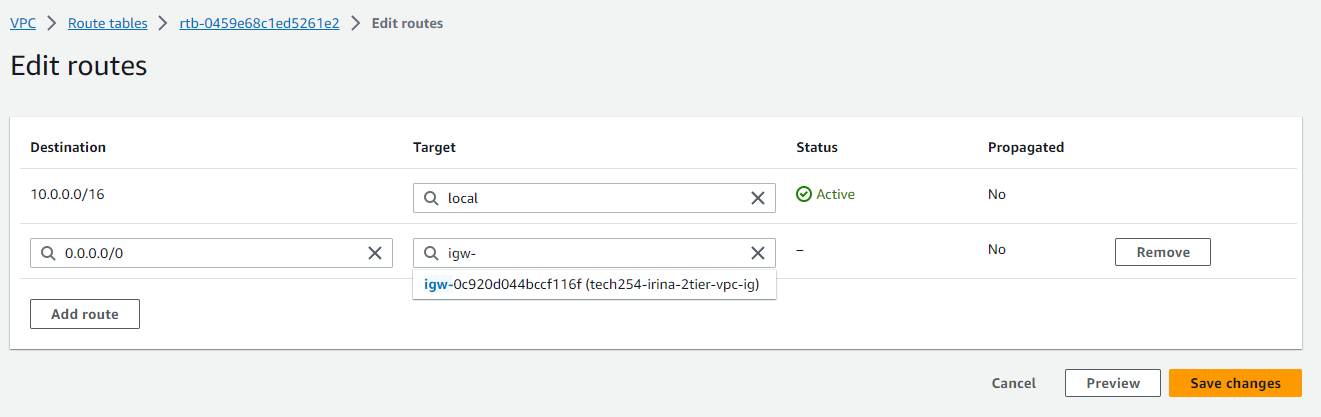 VPC > Route tables > rtb-0459e68c1ed5261e2 > Edit routes
Edit routes
Destination Target Status Propagated
10.0.0.0/16 local Active No
0.0.0.0/0 igw- – No Remove
igw-0c920d044bccf116f (tech254-irina-2tier-vpc-ig)
Add route
Cancel Preview Save changes